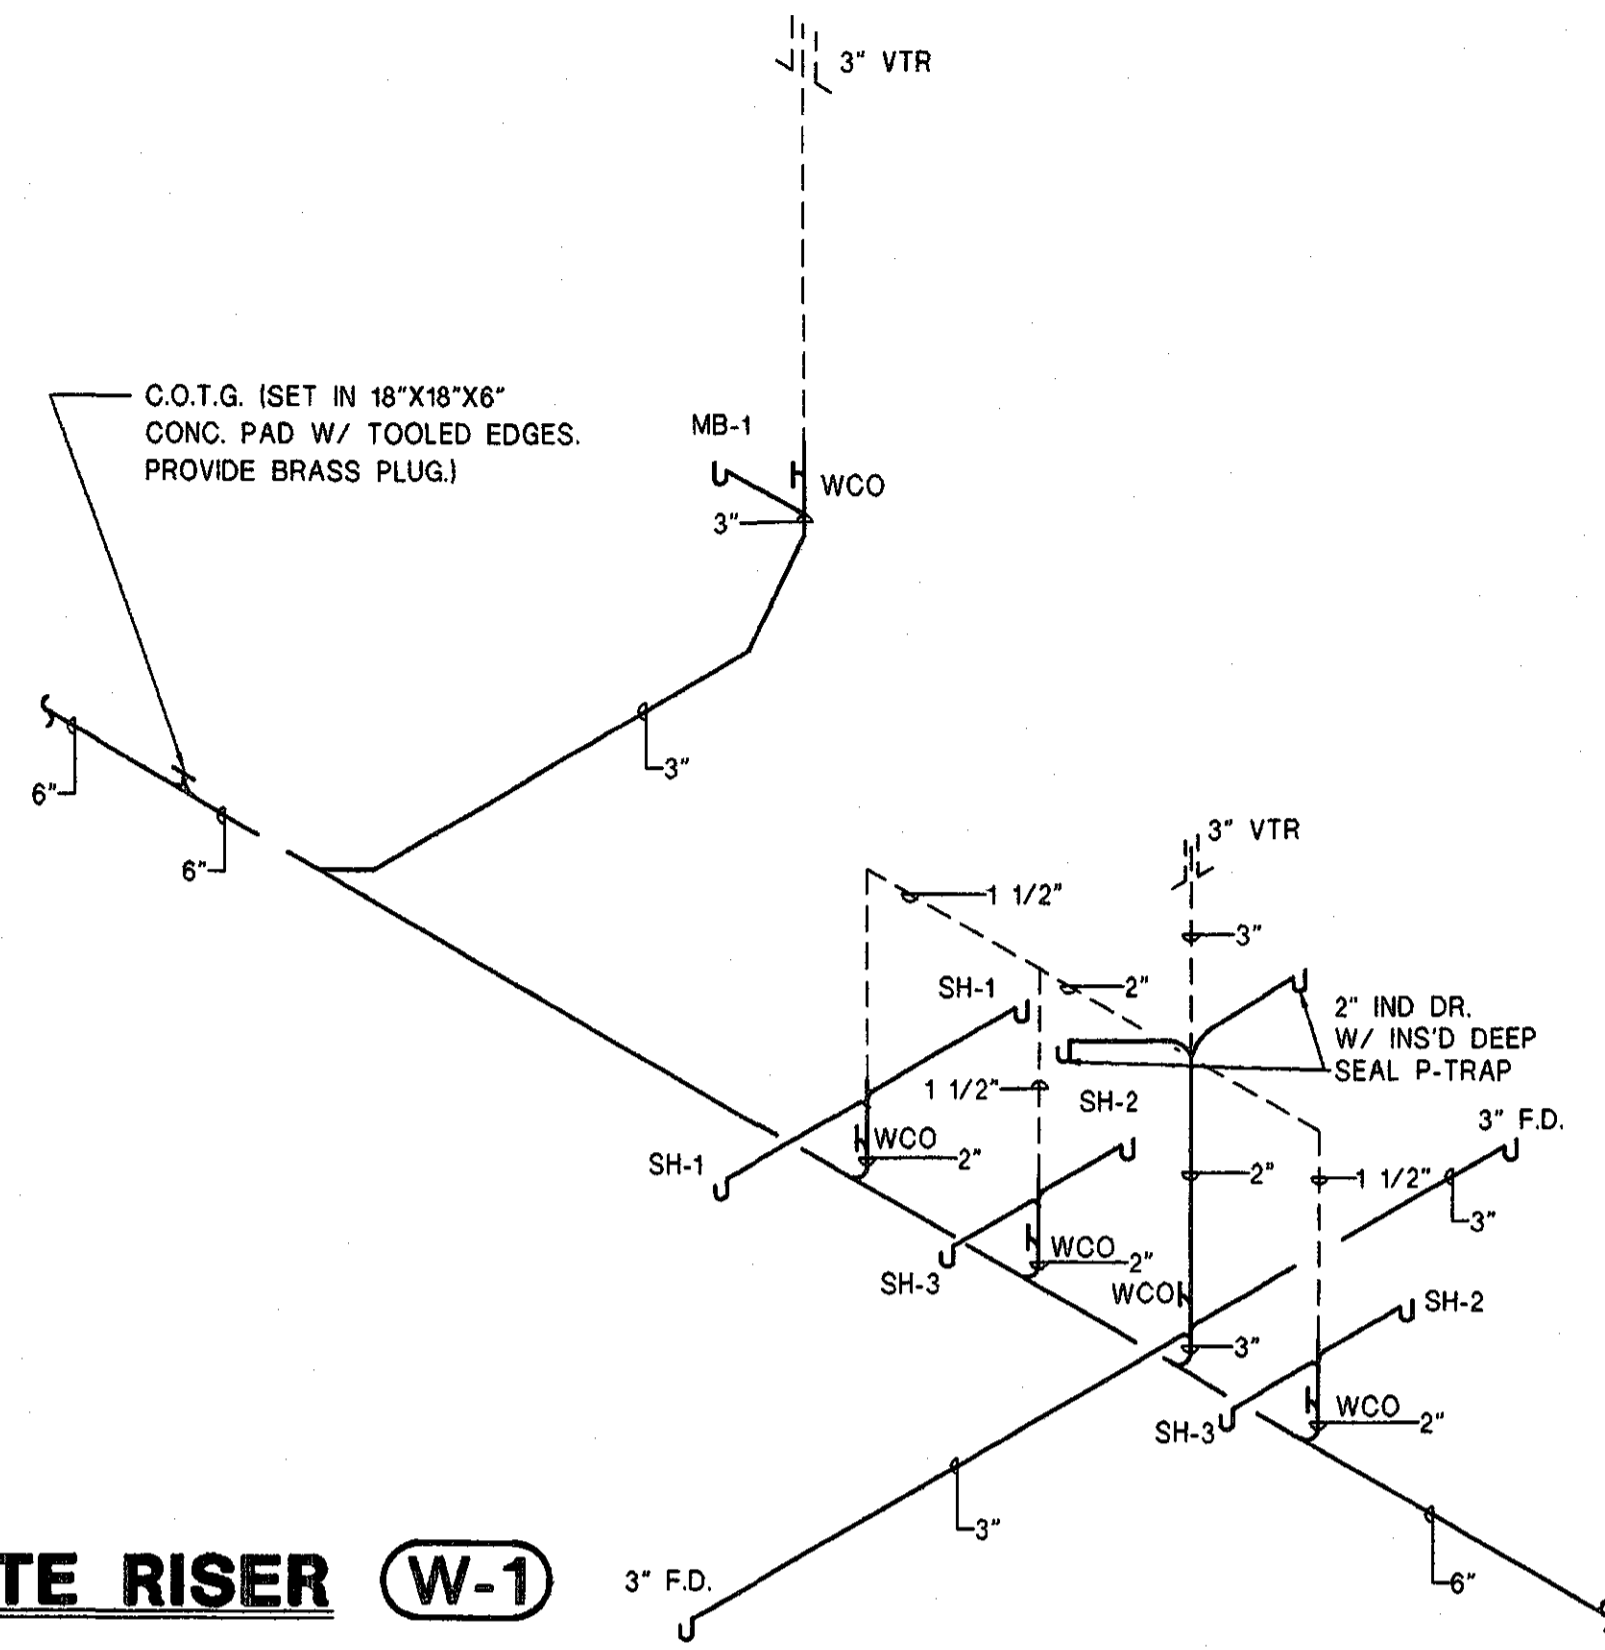 3" VTR
C.O.T.G. (SET IN 18"X18"X6"
CONC. PAD W/ TOOLED EDGES.
PROVIDE BRASS PLUG.)
MB-1
WCO
3"
3"
6"
6"
3" VTR
1 1/2"
3"
SH-1
2"
2" IND DR.
W/ INS'D DEEP
SEAL P-TRAP
1 1/2"
SH-2
3" F.D.
WCO
2"
SH-1
2"
1 1/2"
3"
WCO
2"
SH-3
WCO
SH-2
3"
WCO
2"
SH-3
3"
6"
TE RISER W-1
3" F.D.